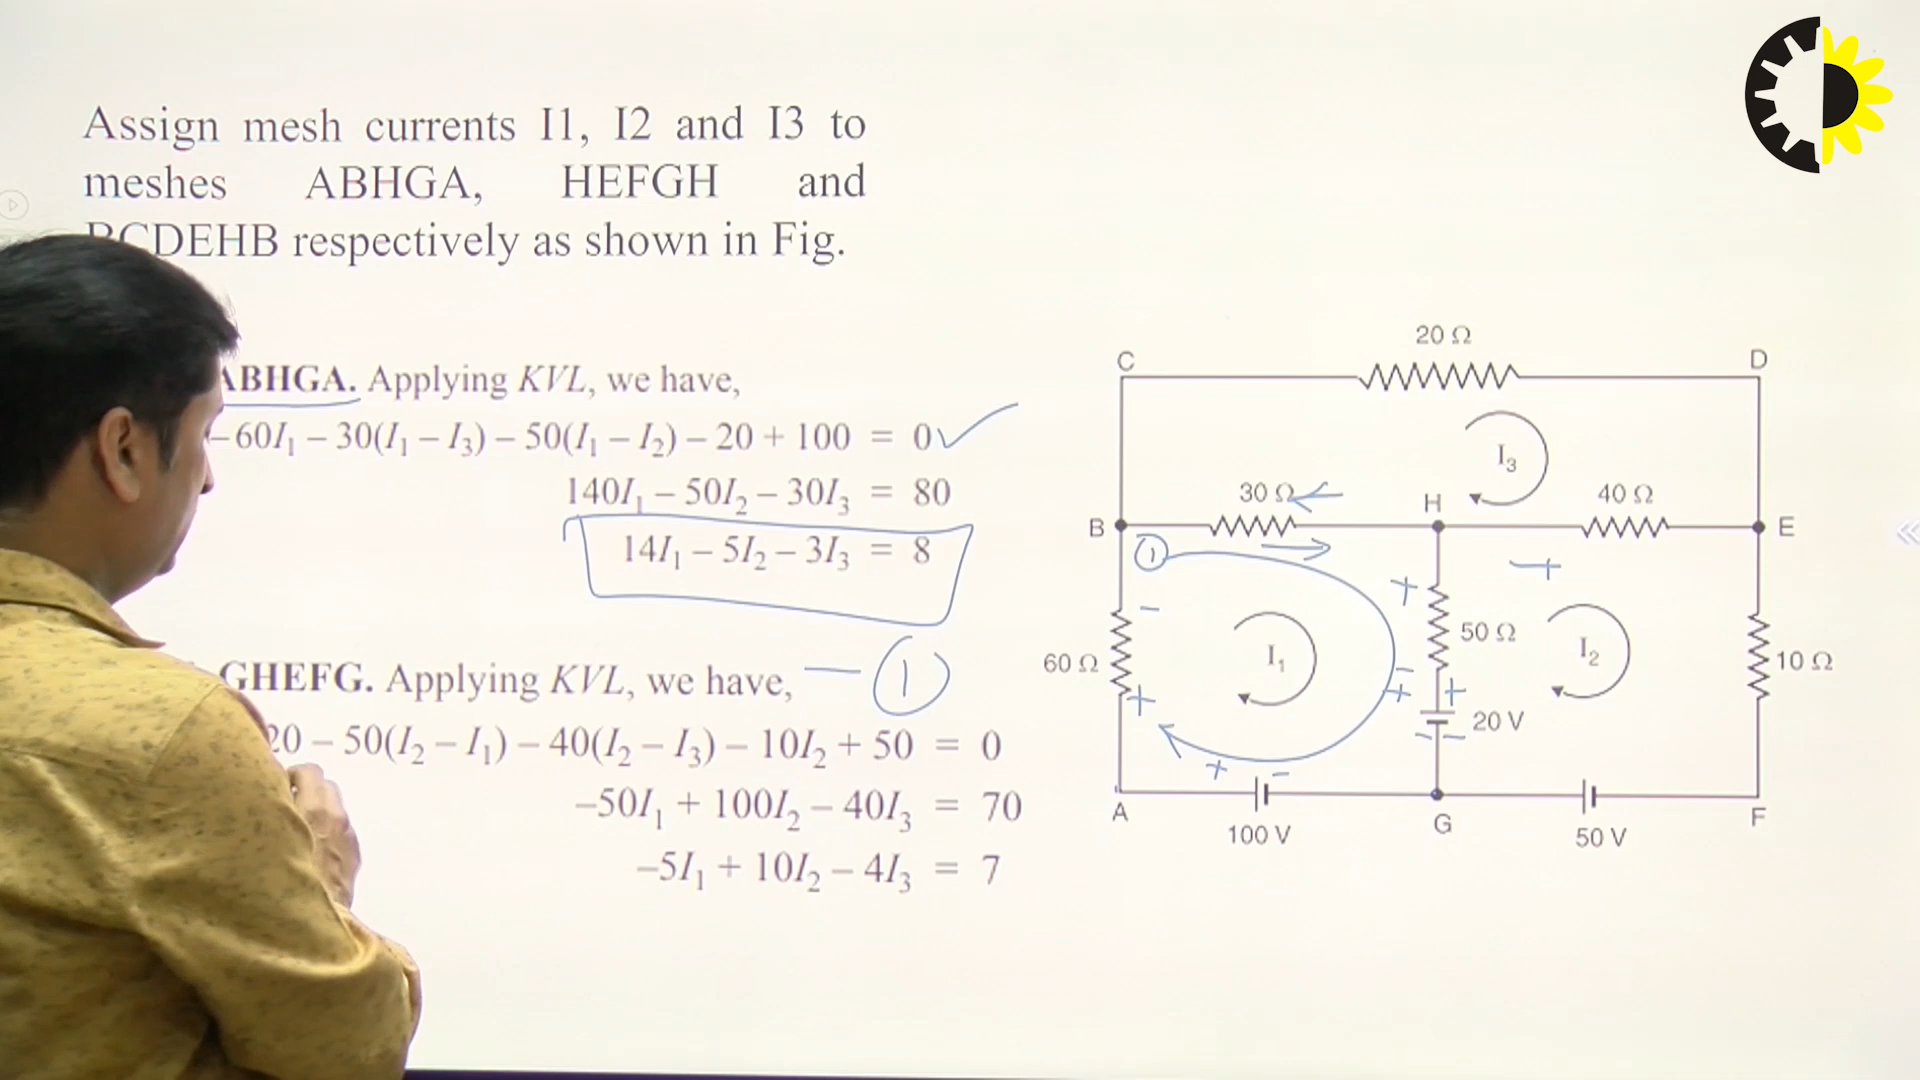 Assign mesh currents I1, I2 and I3 to
meshes ABHGA, HEFGH and
BCDEHB respectively as shown in Fig.
ABHGA. Applying KVL, we have,
–60I₁ – 30(I₁ – I₃) – 50(I₁ – I₂) – 20 + 100 = 0
140I₁ – 50I₂ – 30I₃ = 80
14I₁ – 5I₂ – 3I₃ = 8
GHEFG. Applying KVL, we have, — ①
20 – 50(I₂ – I₁) – 40(I₂ – I₃) – 10I₂ + 50 = 0
–50I₁ + 100I₂ – 40I₃ = 70
–5I₁ + 10I₂ – 4I₃ = 7
20 Ω
C D
I₃
30 Ω H 40 Ω
B E
①
+ – +
–
60 Ω I₁ 50 Ω I₂ 10 Ω
– + + +
20 V
– –
+ –
A G F
100 V 50 V